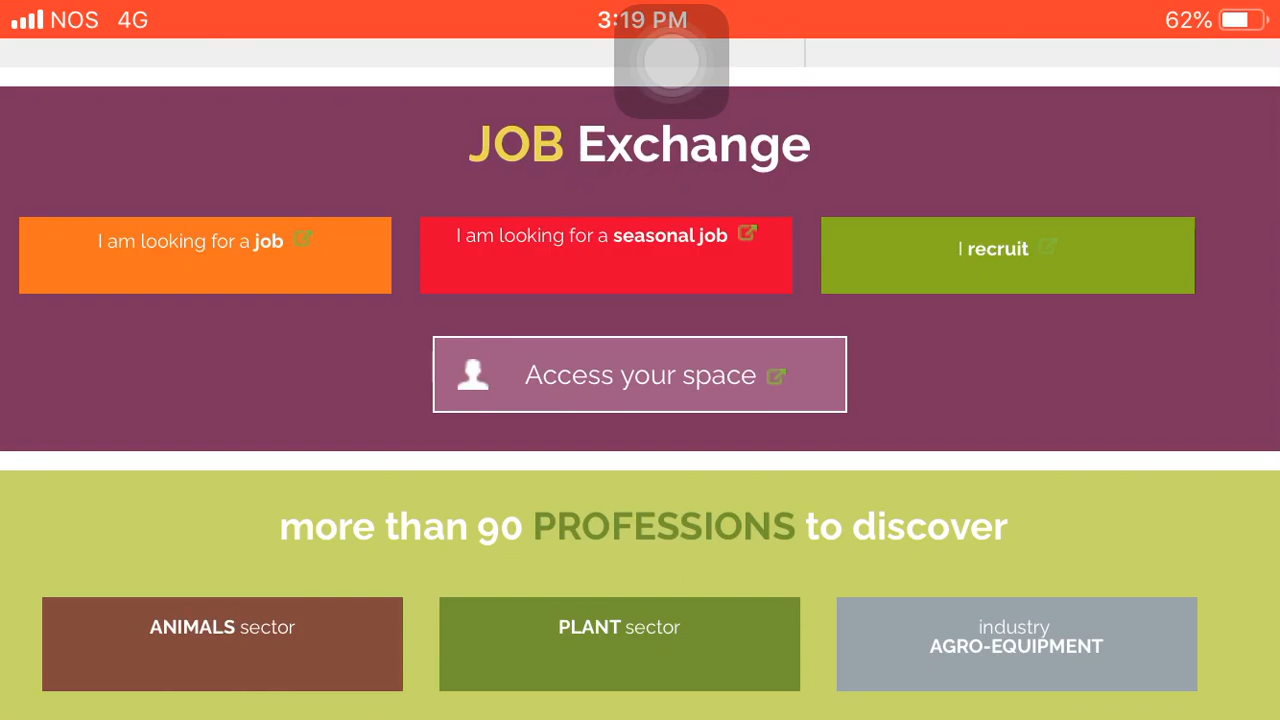 NOS 4G 3:19 PM 62%
JOB Exchange
I am looking for a job
I am looking for a seasonal job
I recruit
Access your space
more than 90 PROFESSIONS to discover
ANIMALS sector
PLANT sector
industry
AGRO-EQUIPMENT